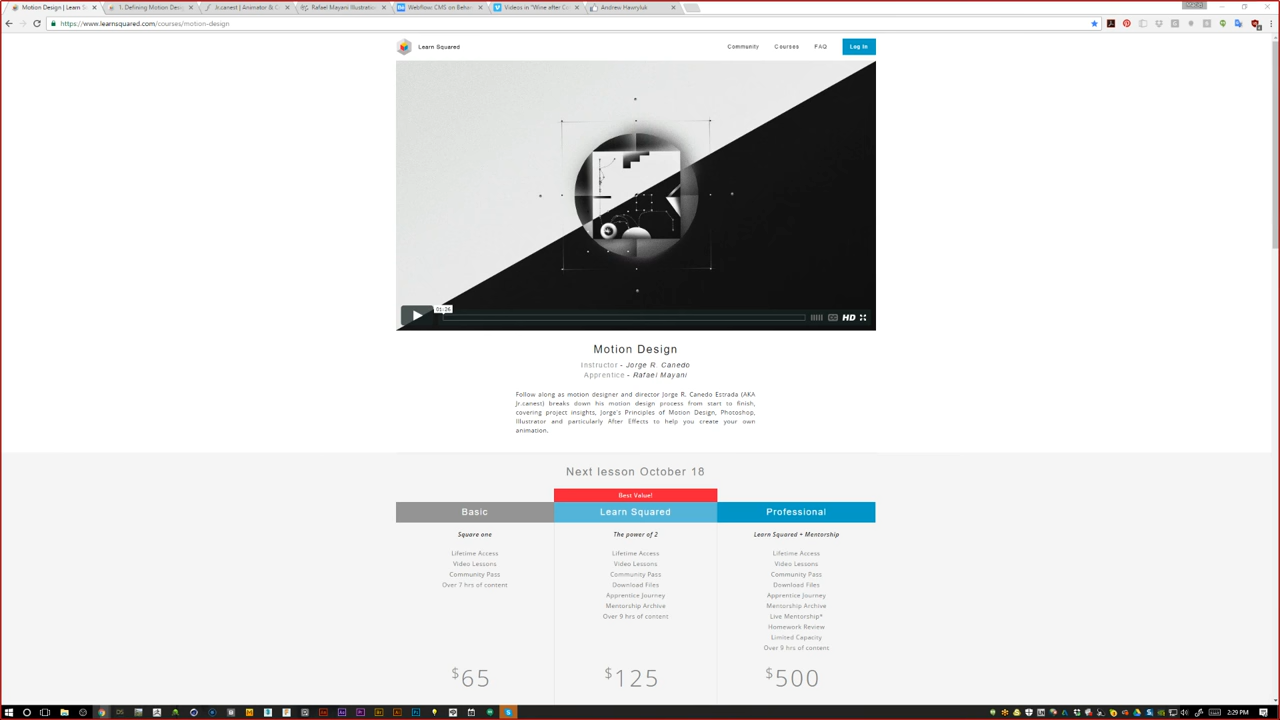 Motion Design | Learn S
1. Defining Motion Desi
Jr.canest | Animator & C
Rafael Mayani Illustration
Webflow: CMS on Behan
Videos in "Wine after Co
Andrew Hawryluk
https://www.learnsquared.com/courses/motion-design
Learn Squared
Community
Courses
FAQ
Log In
01:26
HD
Motion Design
Instructor - Jorge R. Canedo
Apprentice - Rafael Mayani
Follow along as motion designer and director Jorge R. Canedo Estrada (AKA
Jr.canest) breaks down his motion design process from start to finish,
covering project insights, Jorge's Principles of Motion Design, Photoshop,
Illustrator and particularly After Effects to help you create your own
animation.
Next lesson October 18
Best Value!
Basic
Square one
Lifetime Access
Video Lessons
Community Pass
Over 7 hrs of content
$65
Learn Squared
The power of 2
Lifetime Access
Video Lessons
Community Pass
Download Files
Apprentice Journey
Mentorship Archive
Over 9 hrs of content
$125
Professional
Learn Squared + Mentorship
Lifetime Access
Video Lessons
Community Pass
Download Files
Apprentice Journey
Mentorship Archive
Live Mentorship*
Homework Review
Limited Capacity
Over 9 hrs of content
$500
2:29 PM